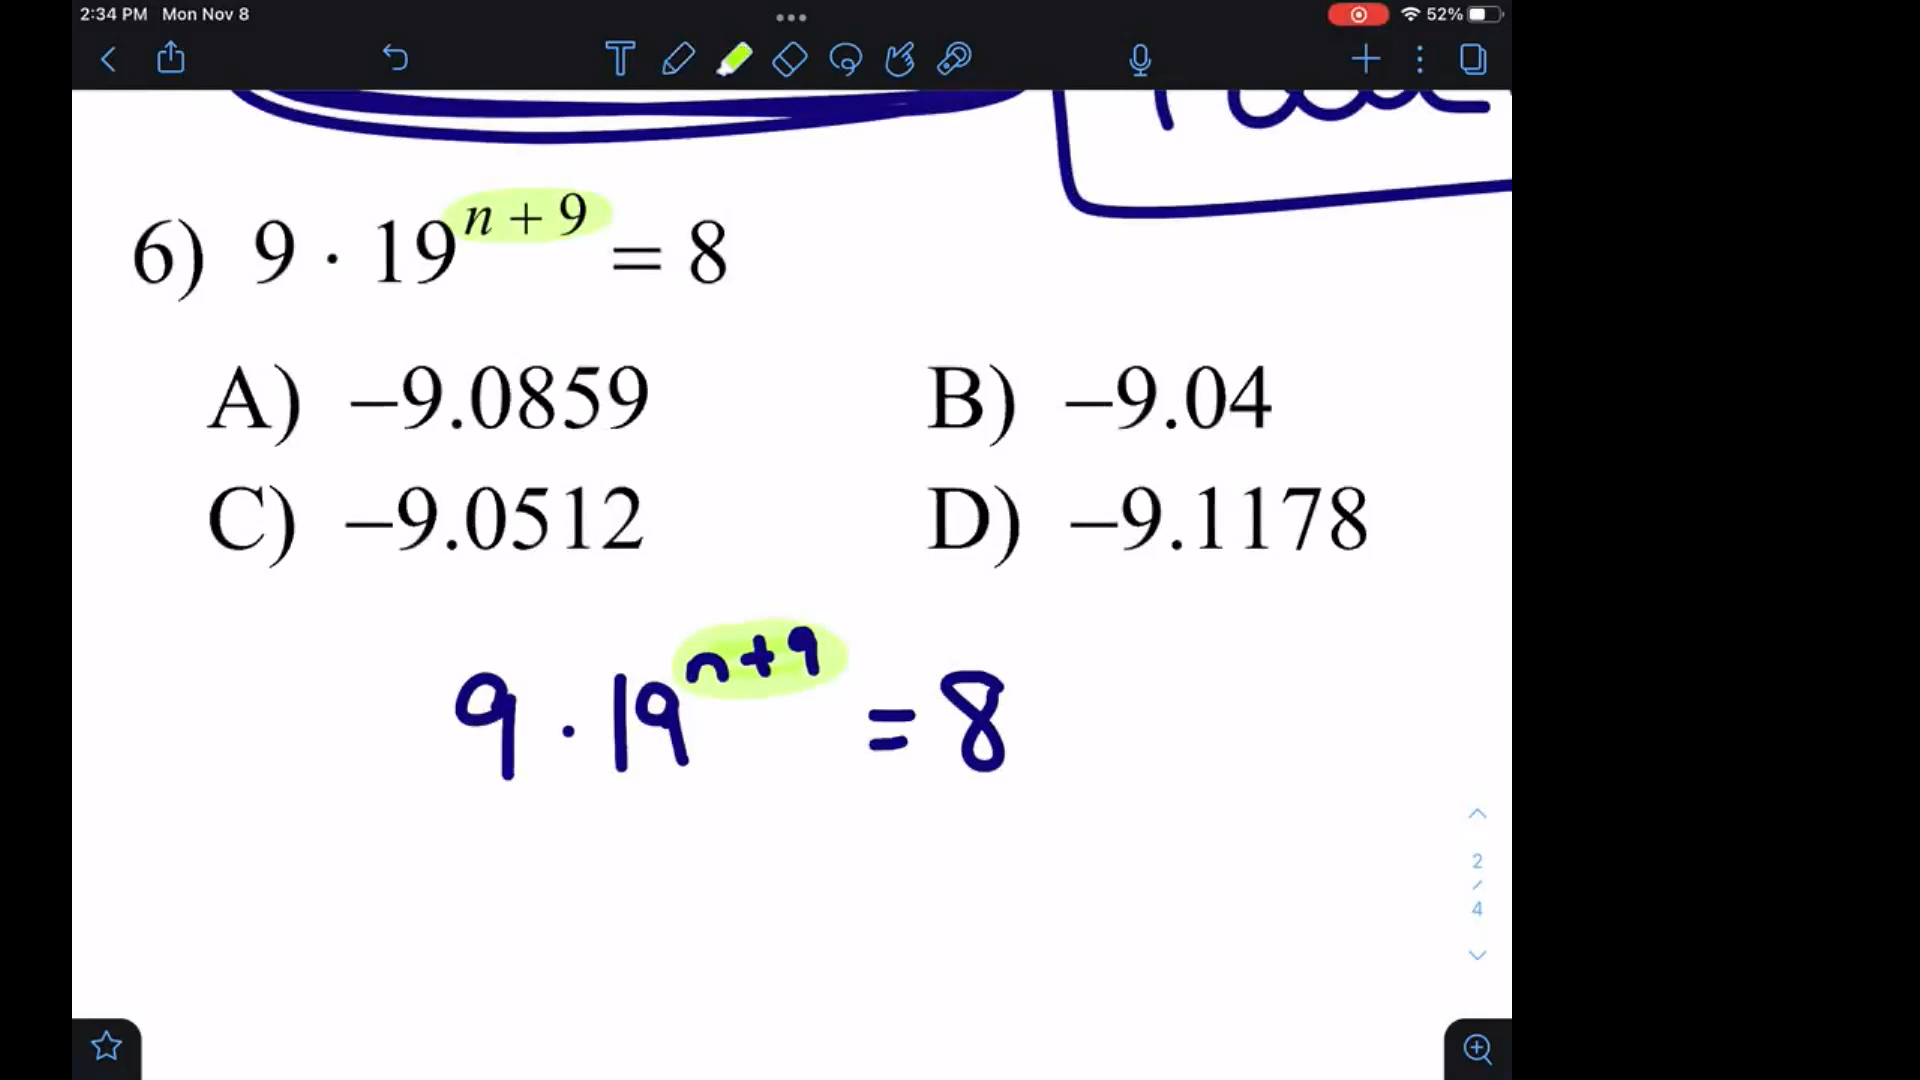 2:34 PM Mon Nov 8
52%
6) 9 · 19^(n + 9) = 8
A) −9.0859 B) −9.04
C) −9.0512 D) −9.1178
9 · 19^(n+9) = 8
2
/
4